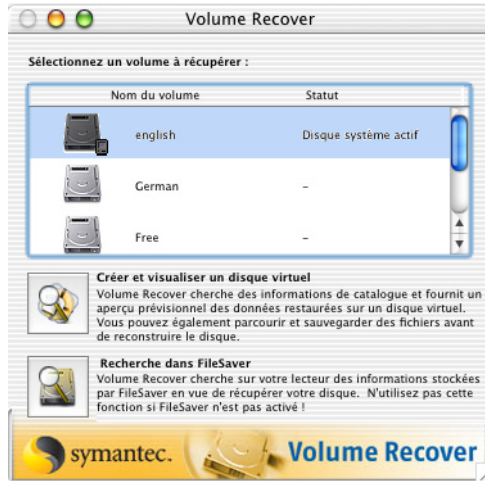 Volume Recover
Sélectionnez un volume à récupérer :
Nom du volume Statut
english Disque système actif
German –
Free –
Créer et visualiser un disque virtuel
Volume Recover cherche des informations de catalogue et fournit un
aperçu prévisionnel des données restaurées sur un disque virtuel.
Vous pouvez également parcourir et sauvegarder des fichiers avant
de reconstruire le disque.
Recherche dans FileSaver
Volume Recover cherche sur votre lecteur des informations stockées
par FileSaver en vue de récupérer votre disque. N'utilisez pas cette
fonction si FileSaver n'est pas activé !
symantec. Volume Recover